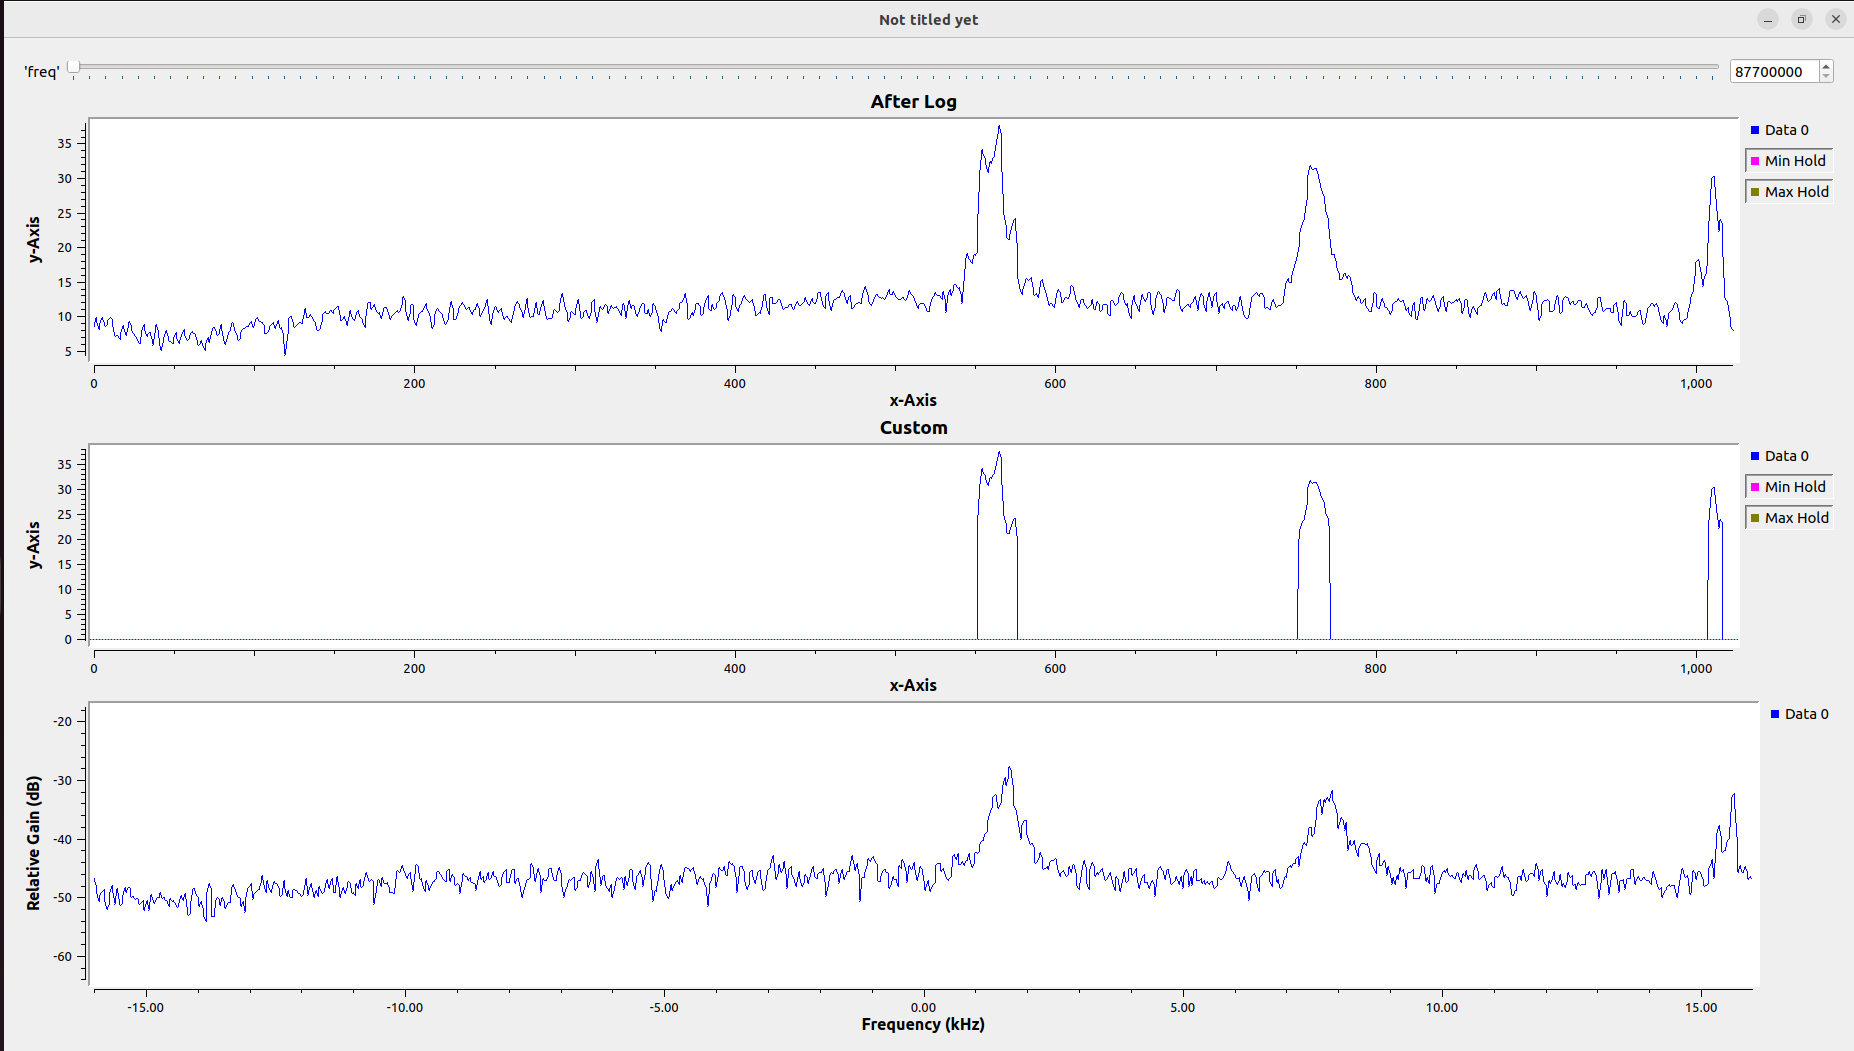 Not titled yet
'freq'
87700000
After Log
y-Axis
35
30
25
20
15
10
5
0
200
400
600
800
1,000
x-Axis
Data 0
Min Hold
Max Hold
Custom
y-Axis
35
30
25
20
15
10
5
0
0
200
400
600
800
1,000
x-Axis
Data 0
Min Hold
Max Hold
Relative Gain (dB)
-20
-30
-40
-50
-60
-15.00
-10.00
-5.00
0.00
5.00
10.00
15.00
Frequency (kHz)
Data 0